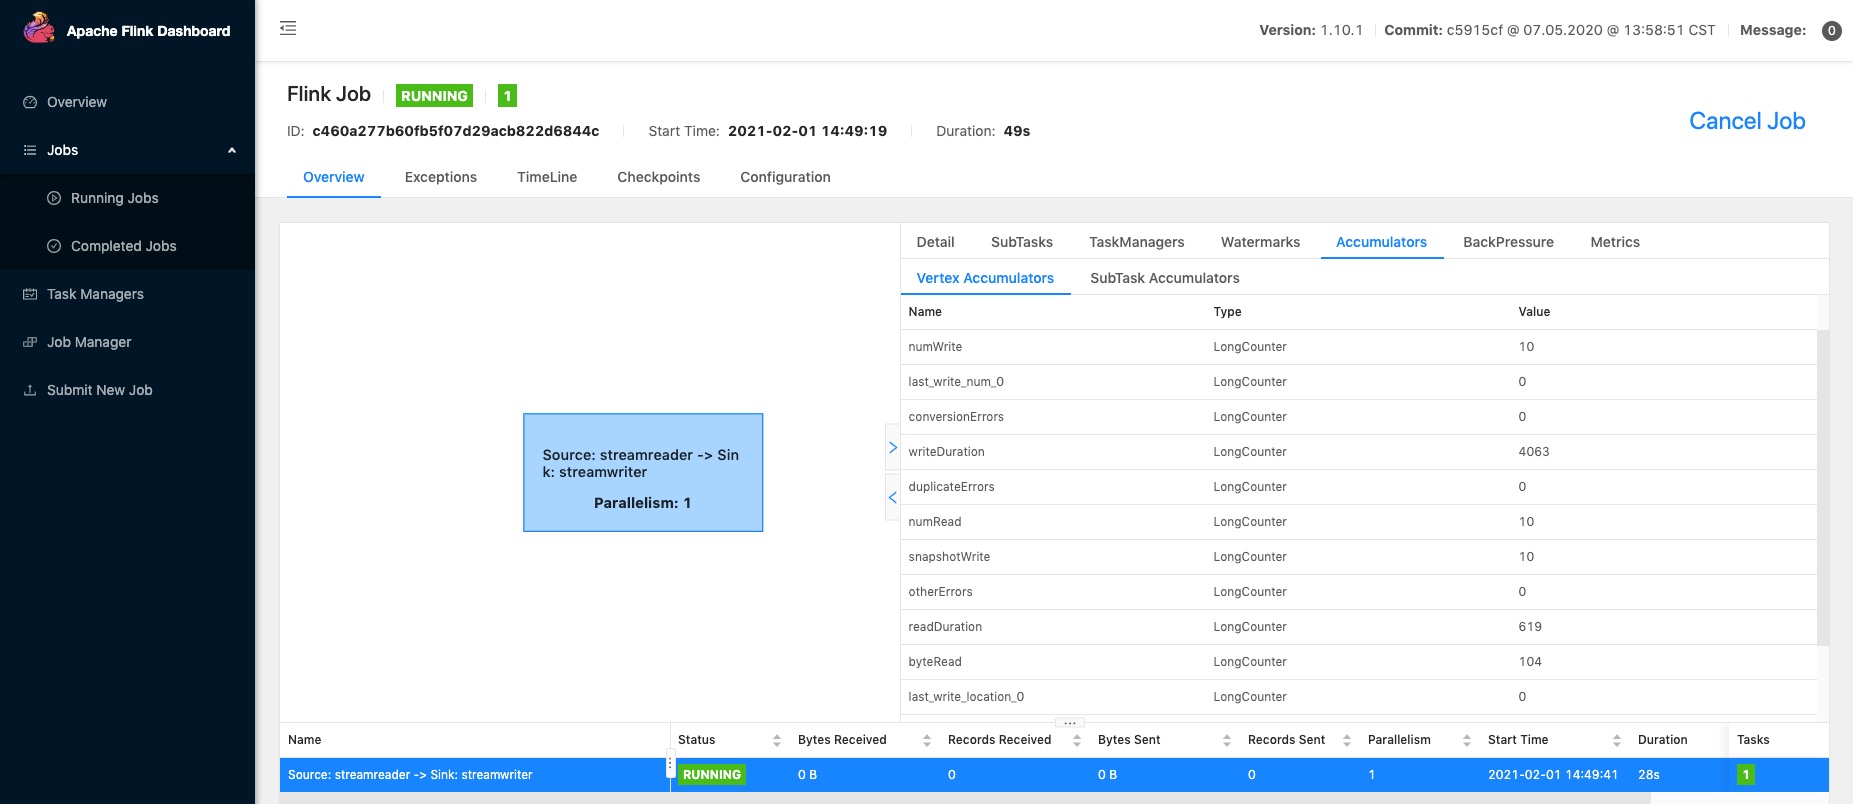 Apache Flink Dashboard
Version: 1.10.1 Commit: c5915cf @ 07.05.2020 @ 13:58:51 CST Message: 0
Overview
Jobs
Running Jobs
Completed Jobs
Task Managers
Job Manager
Submit New Job
Flink Job RUNNING 1
ID: c460a277b60fb5f07d29acb822d6844c Start Time: 2021-02-01 14:49:19 Duration: 49s
Cancel Job
Overview Exceptions TimeLine Checkpoints Configuration
Source: streamreader -> Sin
k: streamwriter
Parallelism: 1
Detail SubTasks TaskManagers Watermarks Accumulators BackPressure Metrics
Vertex Accumulators SubTask Accumulators
Name Type Value
numWrite LongCounter 10
last_write_num_0 LongCounter 0
conversionErrors LongCounter 0
writeDuration LongCounter 4063
duplicateErrors LongCounter 0
numRead LongCounter 10
snapshotWrite LongCounter 10
otherErrors LongCounter 0
readDuration LongCounter 619
byteRead LongCounter 104
last_write_location_0 LongCounter 0
Name Status Bytes Received Records Received Bytes Sent Records Sent Parallelism Start Time Duration Tasks
Source: streamreader -> Sink: streamwriter RUNNING 0 B 0 0 B 0 1 2021-02-01 14:49:41 28s 1